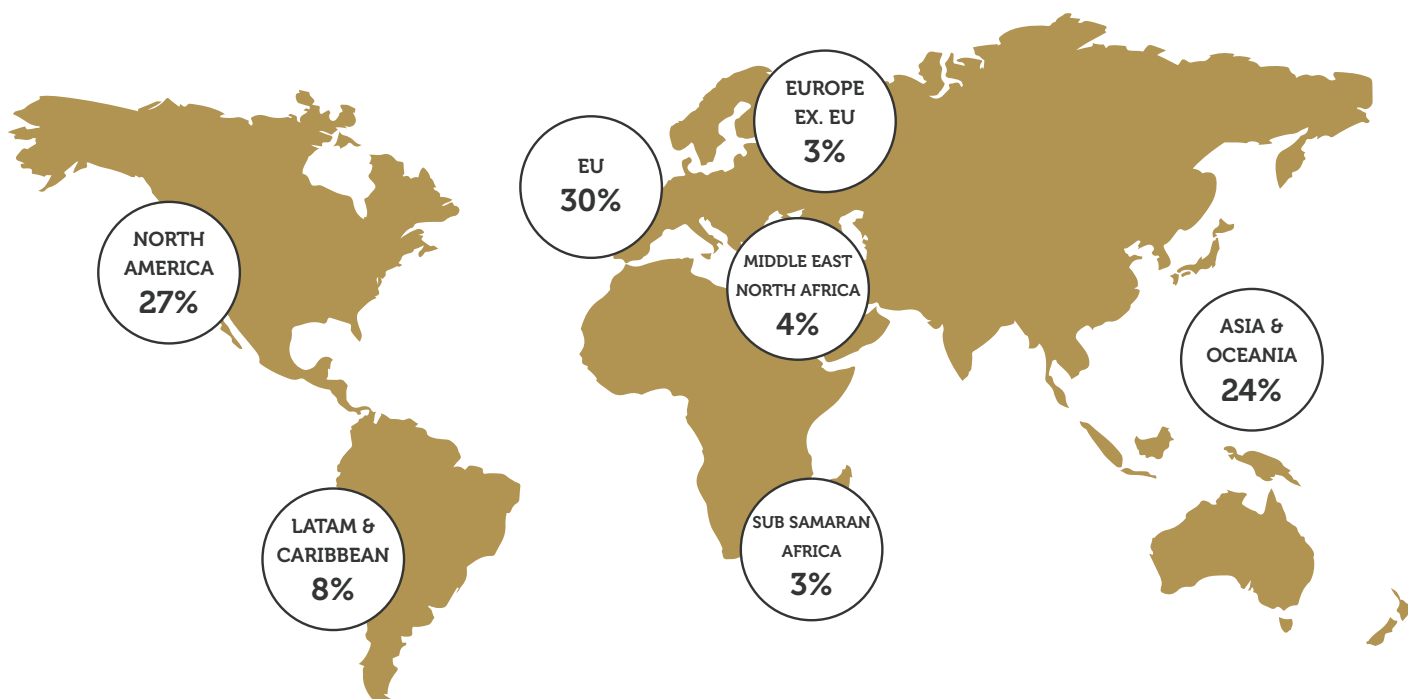 EUROPE
EX. EU
3%
EU
30%
NORTH
AMERICA
27%
MIDDLE EAST
NORTH AFRICA
4%
ASIA &
OCEANIA
24%
LATAM &
CARIBBEAN
8%
SUB SAMARAN
AFRICA
3%